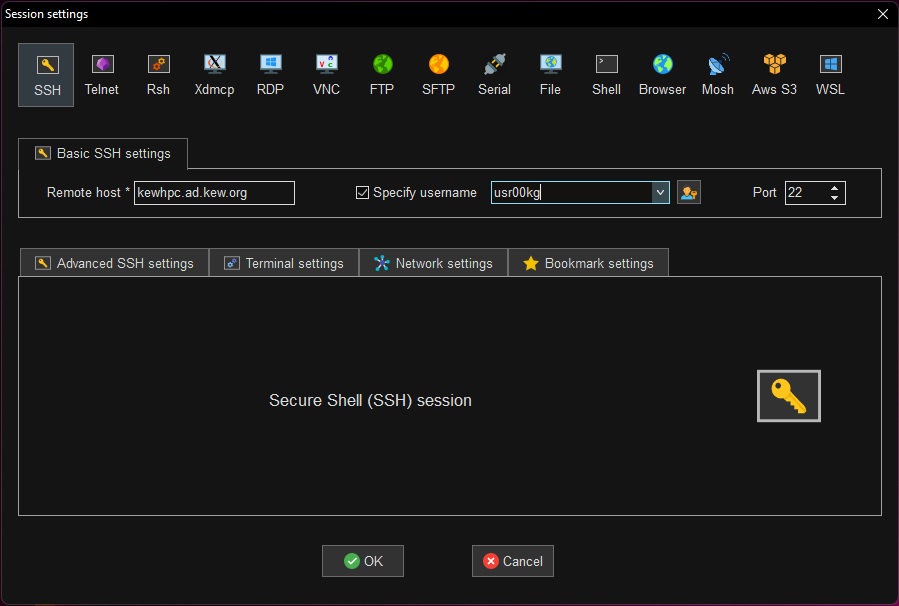 Session settings
SSH Telnet Rsh Xdmcp RDP VNC FTP SFTP Serial File Shell Browser Mosh Aws S3 WSL
Basic SSH settings
Remote host * kewhpc.ad.kew.org Specify username usr00kg Port 22
Advanced SSH settings Terminal settings Network settings Bookmark settings
Secure Shell (SSH) session
OK Cancel